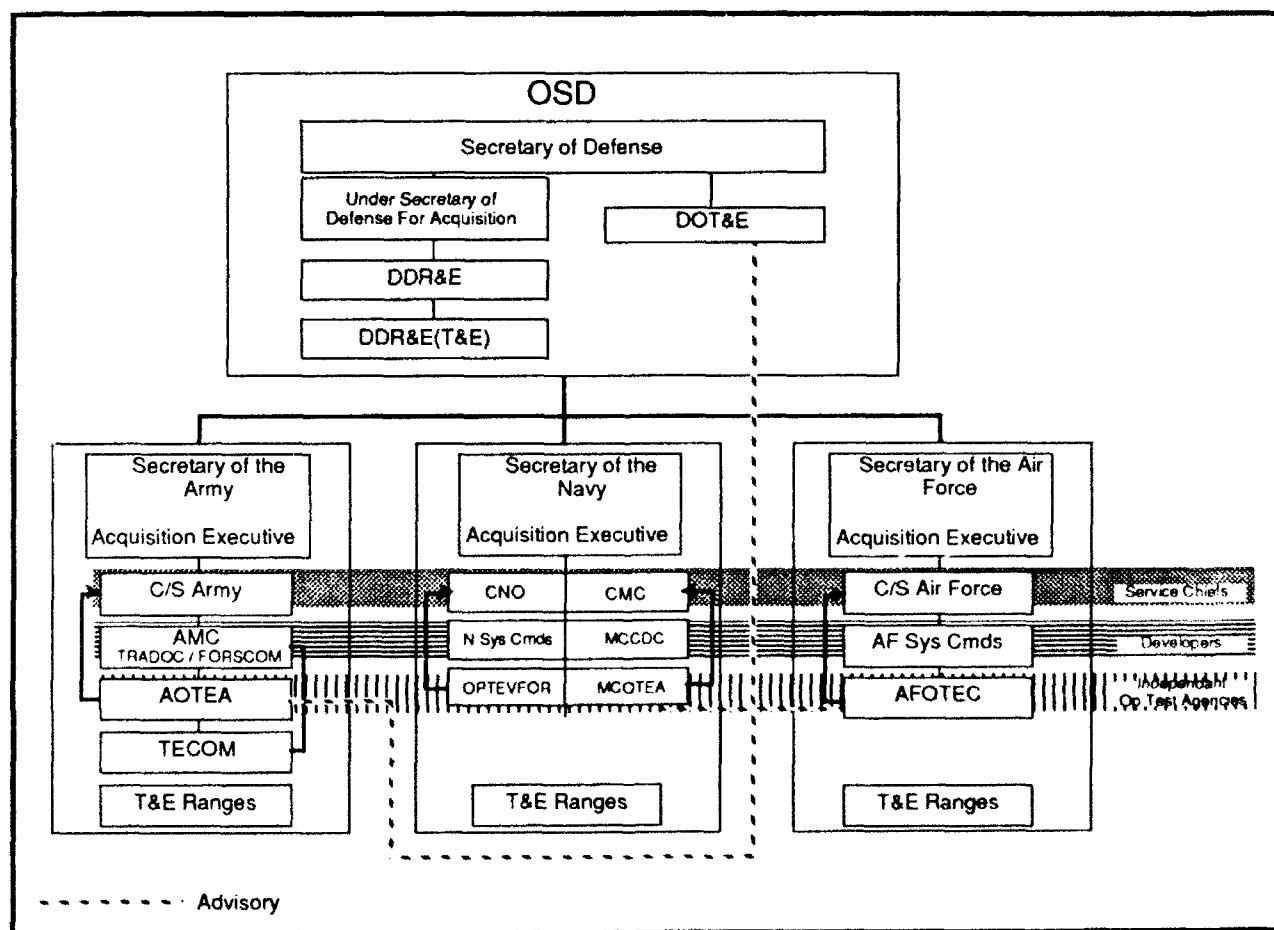 OSD
Secretary of Defense
Under Secretary of
Defense For Acquisition
DOT&E
DDR&E
DDR&E(T&E)
Secretary of the
Army
Acquisition Executive
Secretary of the
Navy
Acquisition Executive
Secretary of the Air
Force
Acquisition Executive
C/S Army
CNO
CMC
C/S Air Force
Service Chiefs
AMC
TRADOC / FORSCOM
N Sys Cmds
MCCDC
AF Sys Cmds
Developers
AOTEA
OPTEVFOR
MCOTEA
AFOTEC
Independant
Op Test Agencies
TECOM
T&E Ranges
T&E Ranges
T&E Ranges
Advisory